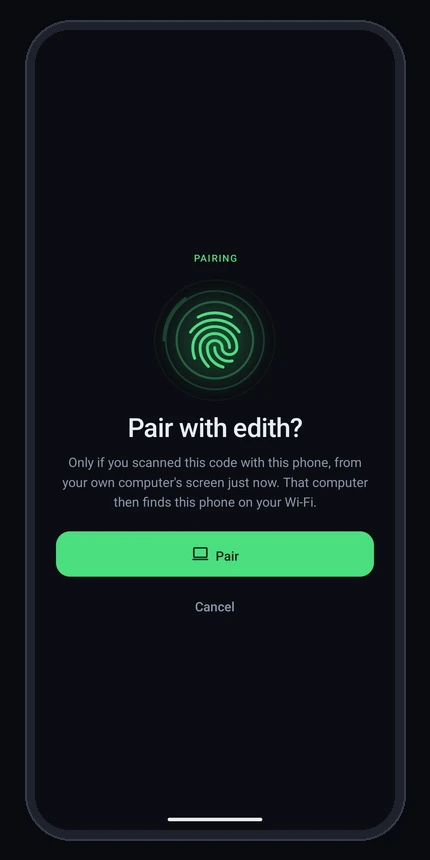 PAIRING
Pair with edith?
Only if you scanned this code with this phone, from
your own computer's screen just now. That computer
then finds this phone on your Wi-Fi.
Pair
Cancel